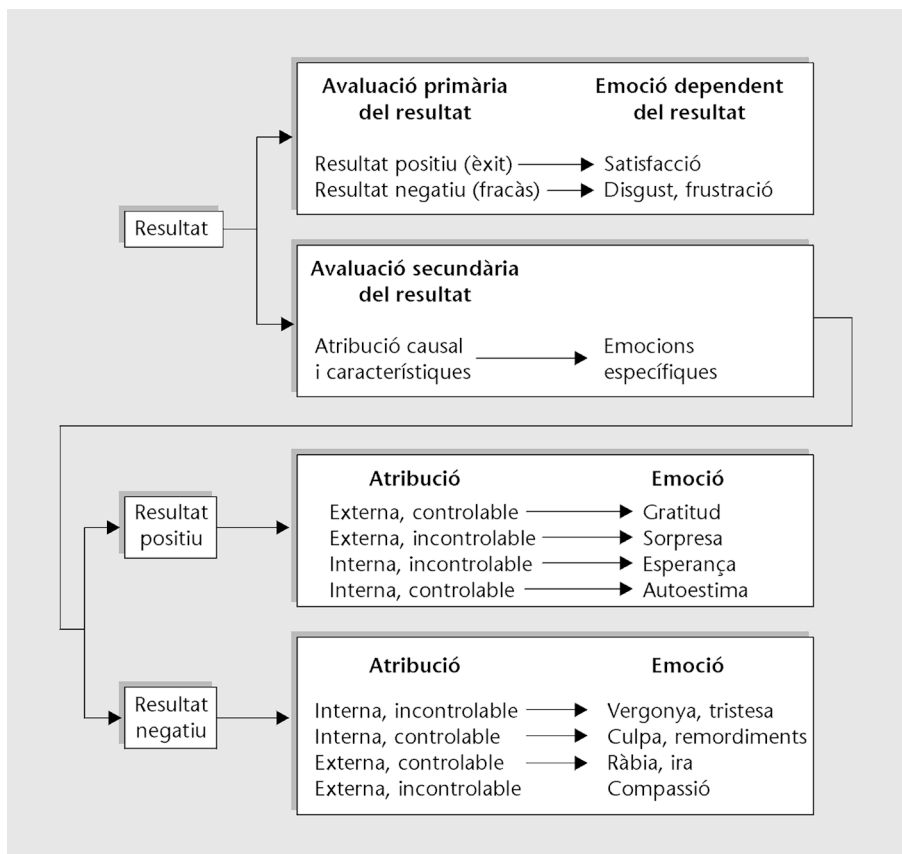 Avaluació primària
del resultat
Emoció dependent
del resultat
Resultat positiu (èxit)
Satisfacció
Resultat negatiu (fracàs)
Disgust, frustració
Resultat
Avaluació secundària
del resultat
Atribució causal
i característiques
Emocions
específiques
Resultat
positiu
Atribució
Emoció
Externa, controlable
Gratitud
Externa, incontrolable
Sorpresa
Interna, incontrolable
Esperança
Interna, controlable
Autoestima
Resultat
negatiu
Atribució
Emoció
Interna, incontrolable
Vergonya, tristesa
Interna, controlable
Culpa, remordiments
Externa, controlable
Ràbia, ira
Externa, incontrolable
Compassió